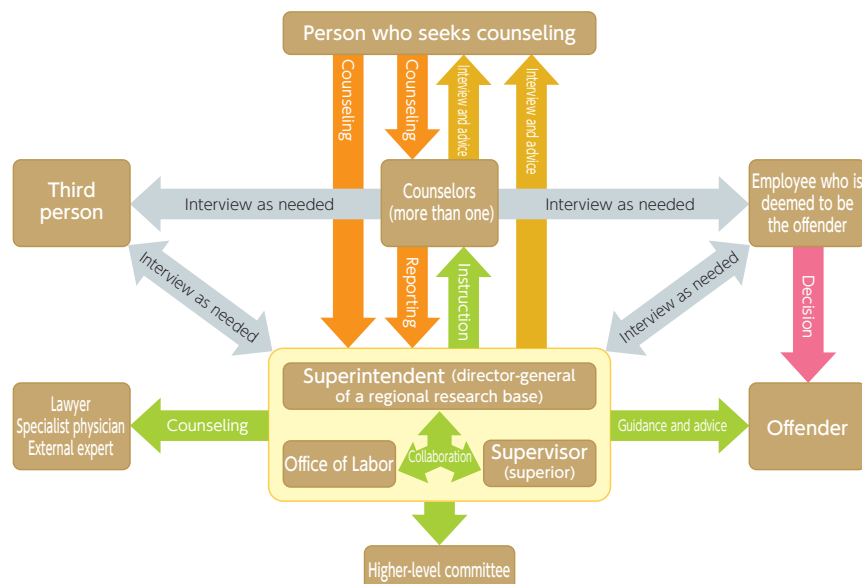 Person who seeks counseling
Counseling
Counseling
Interview and advice
Interview and advice
Third
person
Interview as needed
Counselors
(more than one)
Interview as needed
Employee who is
deemed to be
the offender
Interview as needed
Reporting
Instruction
Interview as needed
Decision
Superintendent (director-general
of a regional research base)
Lawyer
Specialist physician
External expert
Counseling
Office of Labor
Collaboration
Supervisor
(superior)
Guidance and advice
Offender
Higher-level committee